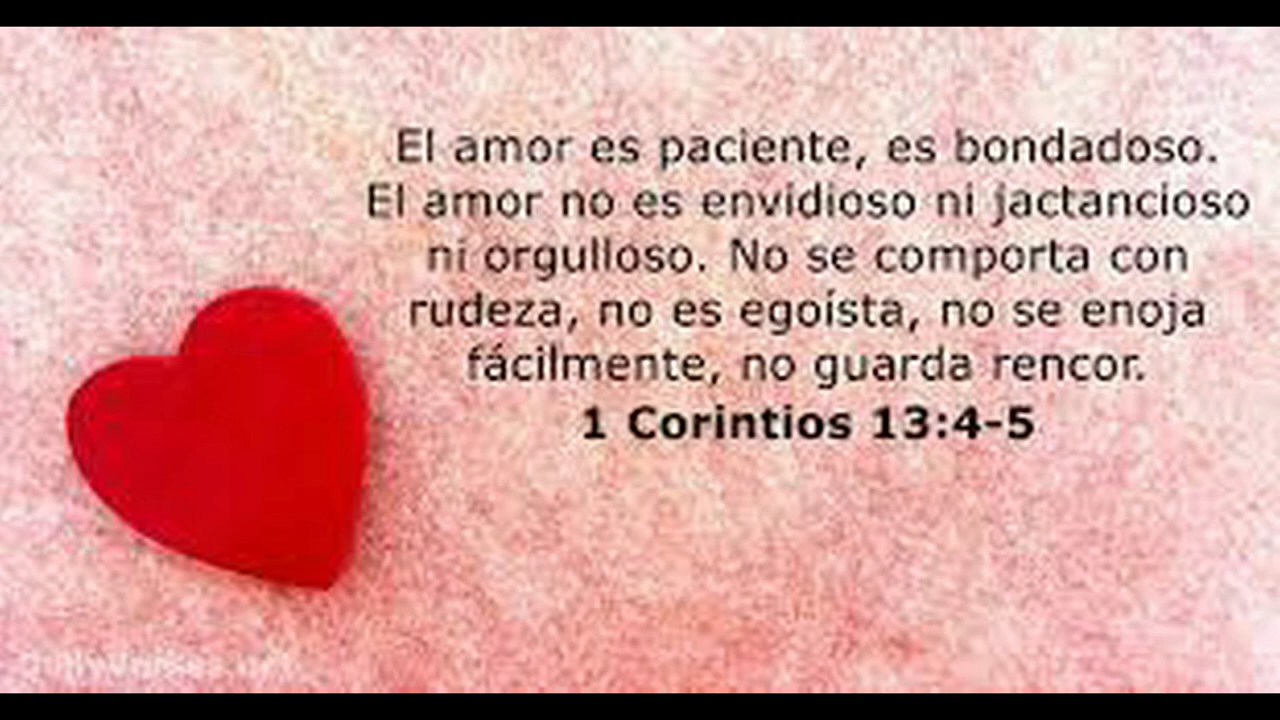 El amor es paciente, es bondadoso.
El amor no es envidioso ni jactancioso
ni orgulloso. No se comporta con
rudeza, no es egoísta, no se enoja
fácilmente, no guarda rencor.
1 Corintios 13:4-5